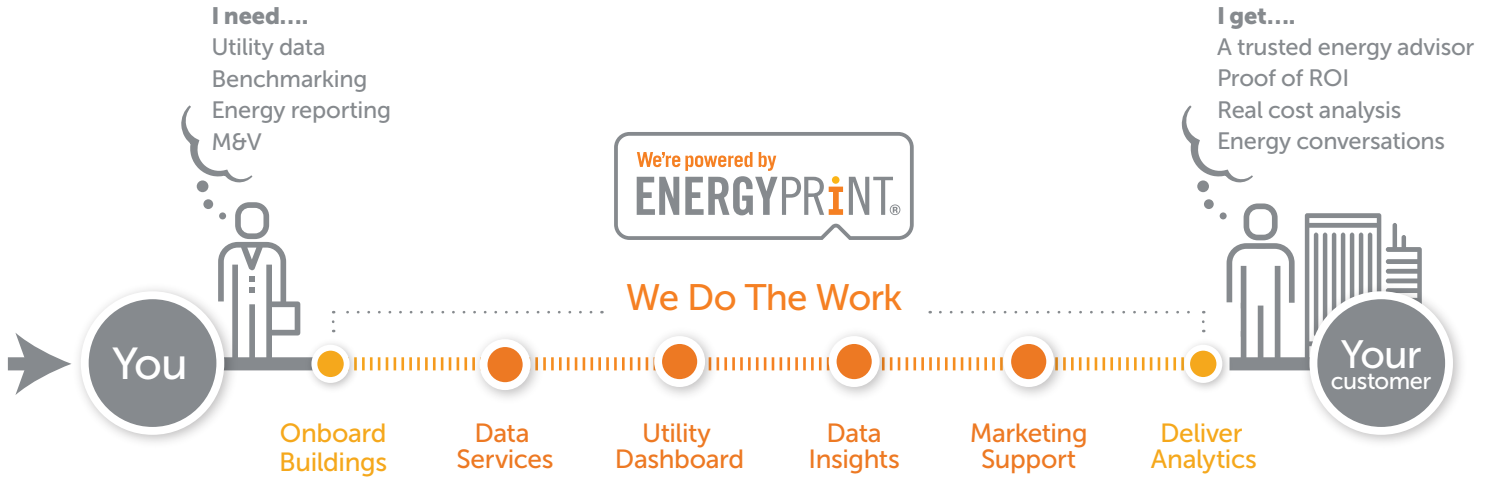 I need....
Utility data
Benchmarking
Energy reporting
M&V
I get....
A trusted energy advisor
Proof of ROI
Real cost analysis
Energy conversations
We're powered by
ENERGYPRiNT®
We Do The Work
You
Your
customer
Onboard
Buildings
Data
Services
Utility
Dashboard
Data
Insights
Marketing
Support
Deliver
Analytics